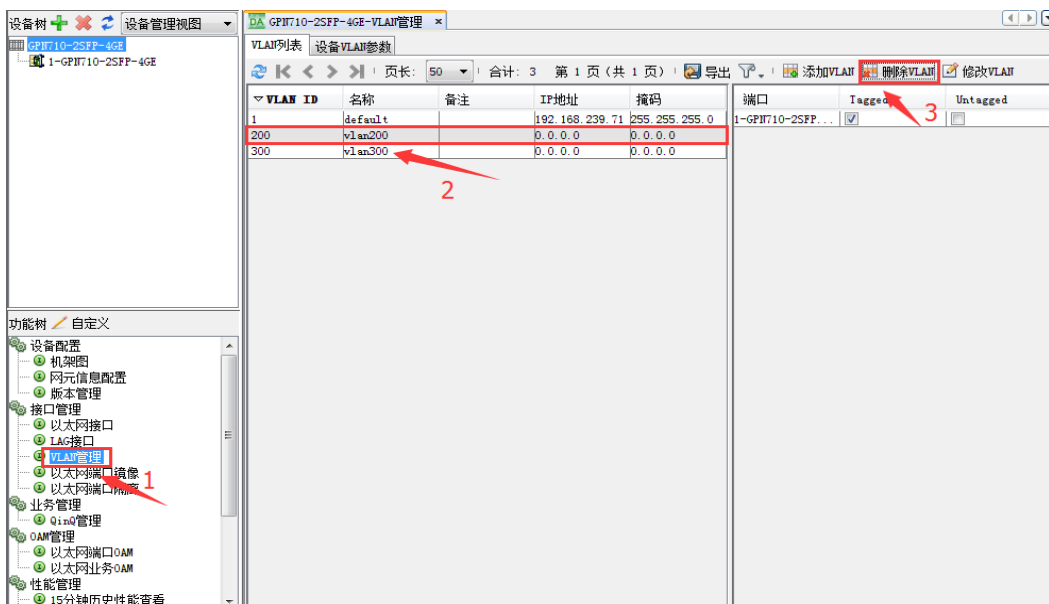 设备树 设备管理视图
GPN710-2SFP-4GE
1-GPN710-2SFP-4GE
功能树 自定义
设备配置
机架图
网元信息配置
版本管理
接口管理
以太网接口
LAG接口
VLAN管理
以太网端口镜像
以太网端口隔离
1
业务管理
QinQ管理
OAM管理
以太网端口OAM
以太网业务OAM
性能管理
15分钟历史性能查看
DA GPN710-2SFP-4GE-VLAN管理 ×
VLAN列表 设备VLAN参数
页长: 50 合计: 3 第 1 页(共 1 页) 导出 添加VLAN 删除VLAN 修改VLAN
VLAN ID 名称 备注 IP地址 掩码
1 default 192.168.239.71 255.255.255.0
200 vlan200 0.0.0.0 0.0.0.0
300 vlan300 0.0.0.0 0.0.0.0
2
端口 Tagged Untagged
3
1-GPN710-2SFP...